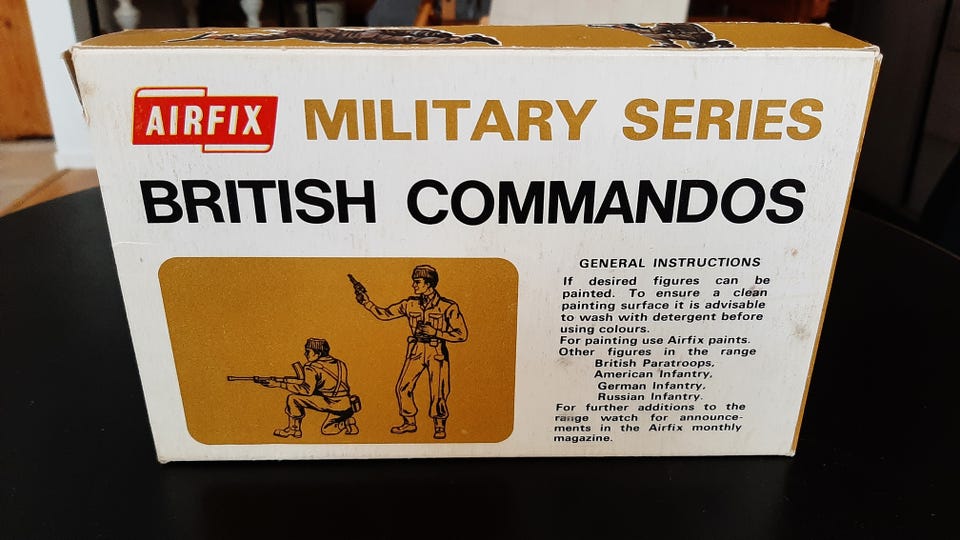 AIRFIX MILITARY SERIES
BRITISH COMMANDOS
GENERAL INSTRUCTIONS
If desired figures can be
painted. To ensure a clean
painting surface it is advisable
to wash with detergent before
using colours.
For painting use Airfix paints.
Other figures in the range
British Paratroops,
American Infantry,
German Infantry,
Russian Infantry.
For further additions to the
range watch for announce-
ments in the Airfix monthly
magazine.